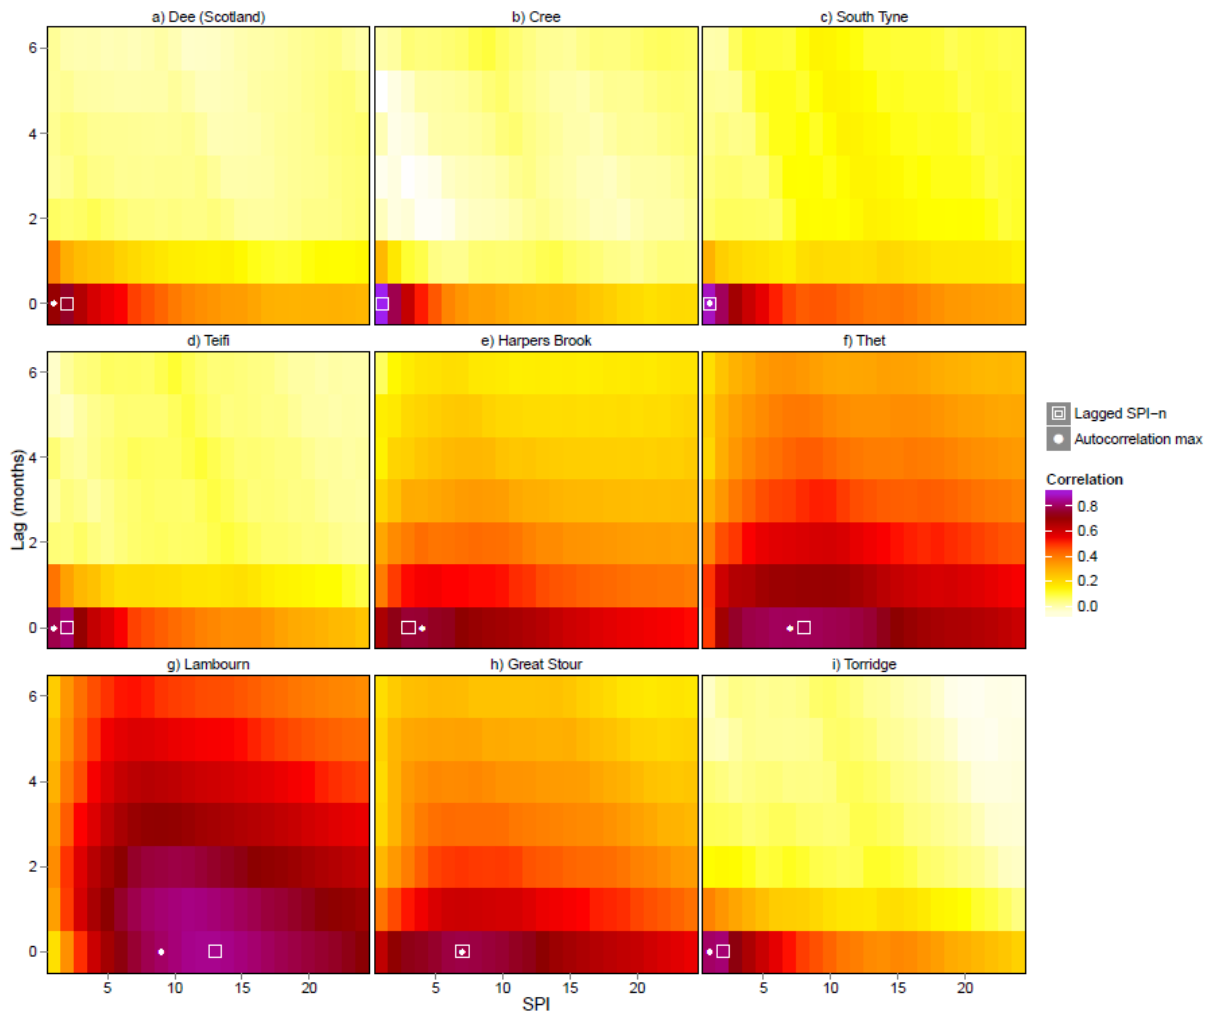 a) Dee (Scotland) b) Cree c) South Tyne
6
4
2
0
d) Teifi e) Harpers Brook f) Thet
6
4
2
0
Lag (months)
g) Lambourn h) Great Stour i) Torridge
6
4
2
0
5 10 15 20 5 10 15 20 5 10 15 20
SPI
Lagged SPI−n
Autocorrelation max
Correlation
0.8
0.6
0.4
0.2
0.0